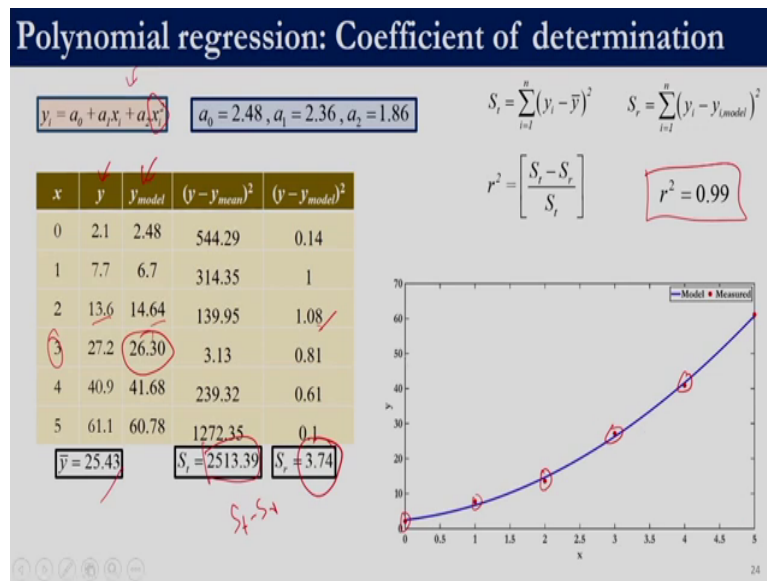 Polynomial regression: Coefficient of determination
y_i = a_0 + a_1x_i + a_2x_i^2
a_0 = 2.48 , a_1 = 2.36 , a_2 = 1.86
S_t = \sum_{i=1}^{n} (y_i - \bar{y})^2
S_r = \sum_{i=1}^{n} (y_i - y_{i,model})^2
r^2 = [ \frac{S_t - S_r}{S_t} ]
r^2 = 0.99
x y y_model (y − y_mean)^2 (y − y_model)^2
0 2.1 2.48 544.29 0.14
1 7.7 6.7 314.35 1
2 13.6 14.64 139.95 1.08
3 27.2 26.30 3.13 0.81
4 40.9 41.68 239.32 0.61
5 61.1 60.78 1272.35 0.1
\bar{y} = 25.43
S_t = 2513.39
S_r = 3.74
S_t - S_r
Model Measured
70
60
50
40
30
20
10
0
y
0 0.5 1 1.5 2 2.5 3 3.5 4 4.5 5
x
24